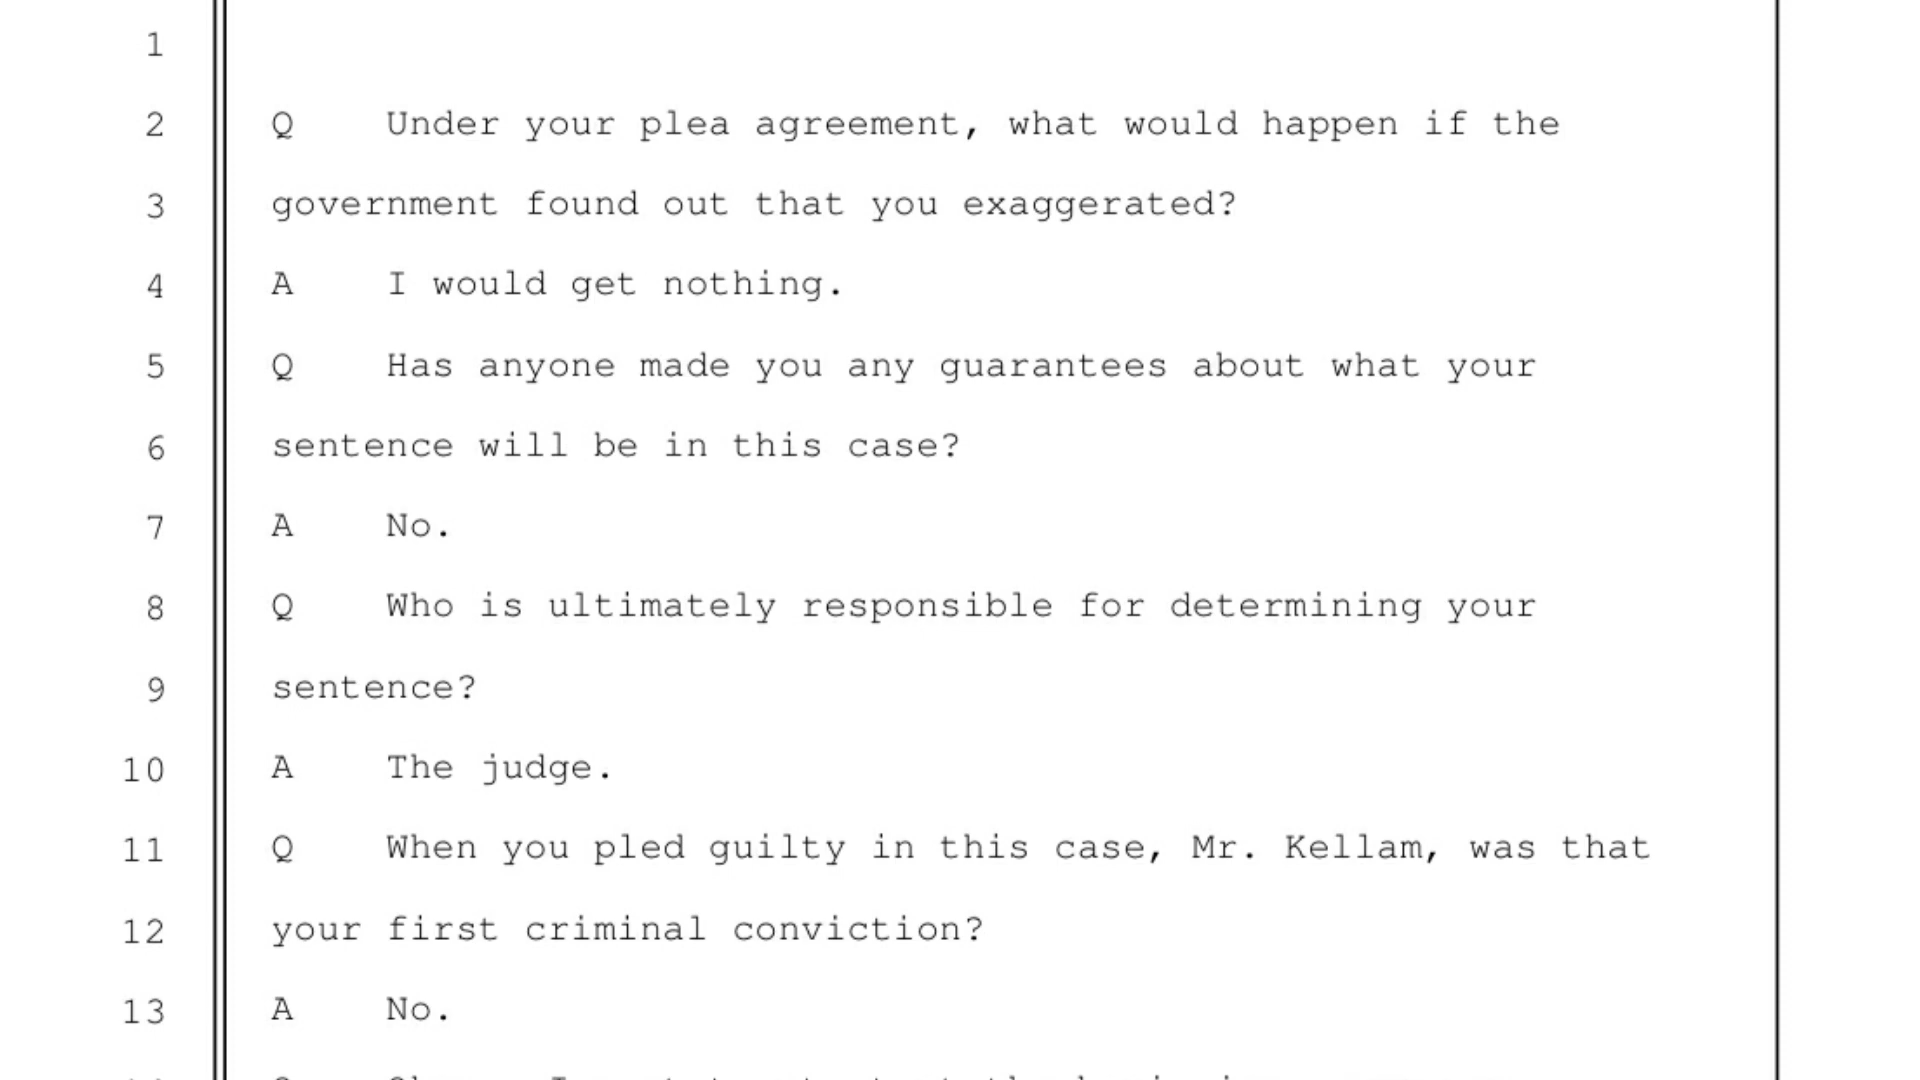 1
2 Q Under your plea agreement, what would happen if the
3 government found out that you exaggerated?
4 A I would get nothing.
5 Q Has anyone made you any guarantees about what your
6 sentence will be in this case?
7 A No.
8 Q Who is ultimately responsible for determining your
9 sentence?
10 A The judge.
11 Q When you pled guilty in this case, Mr. Kellam, was that
12 your first criminal conviction?
13 A No.